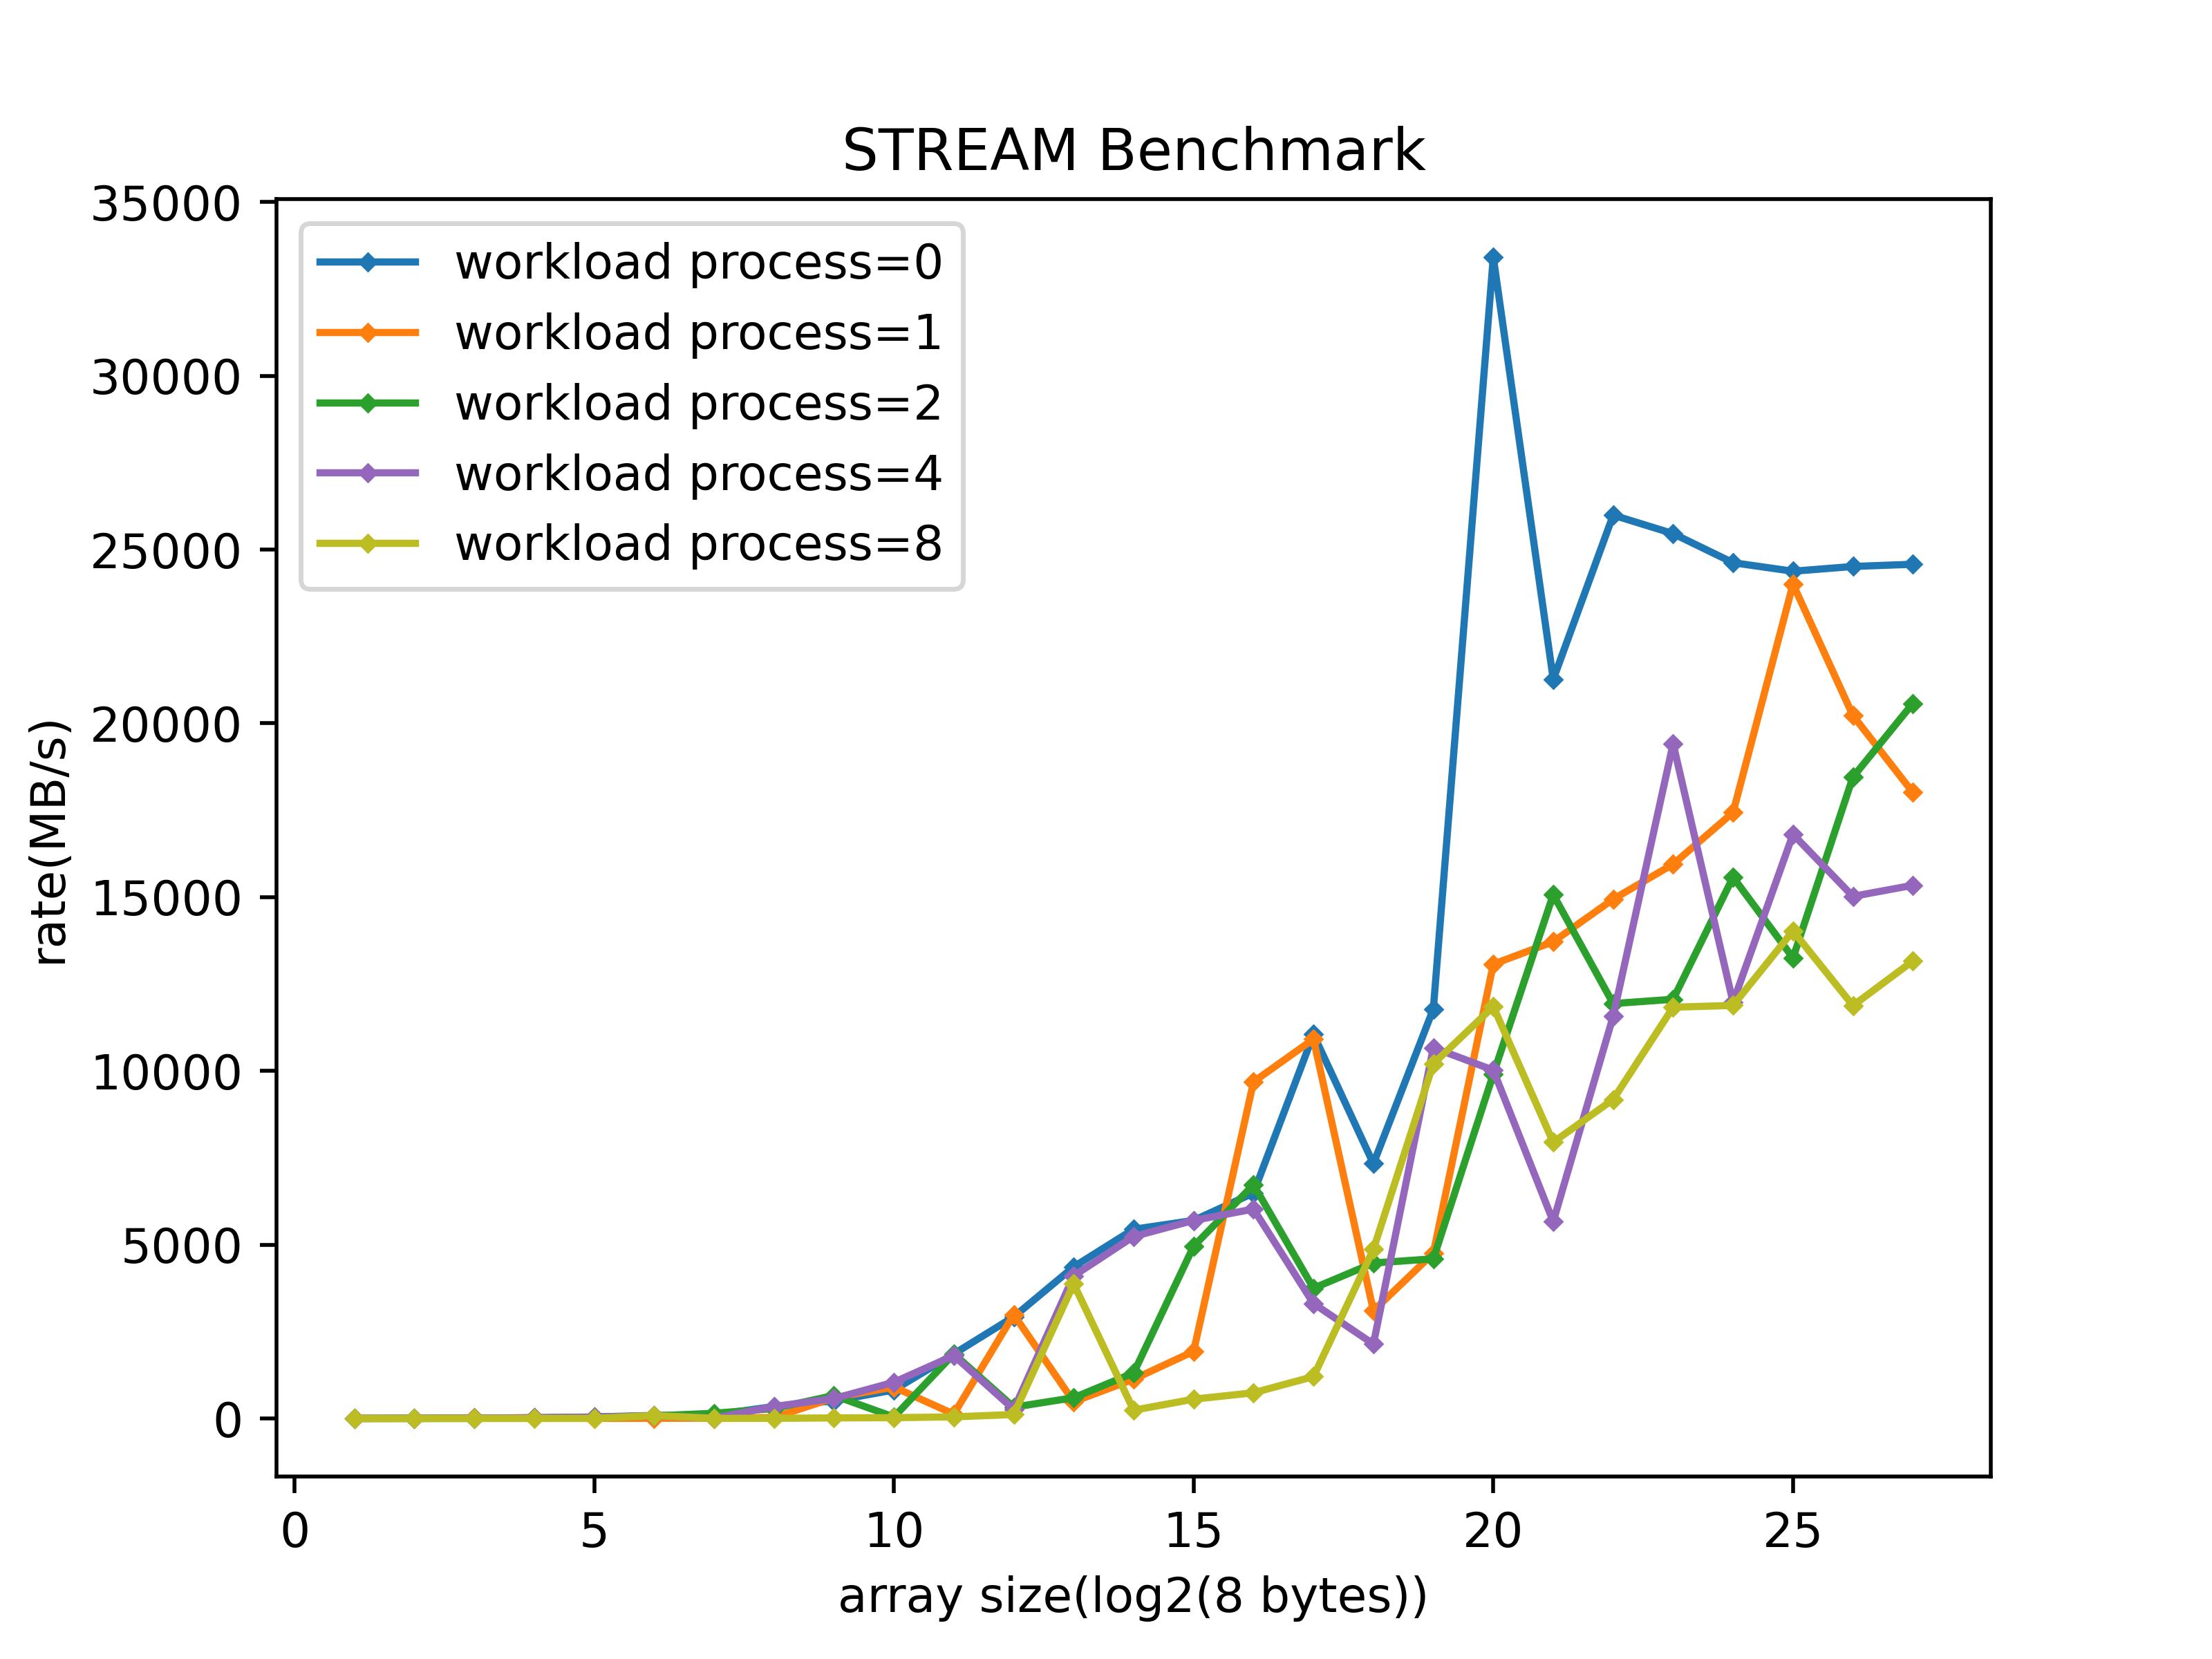 STREAM Benchmark
35000
30000
25000
20000
15000
10000
5000
0
rate(MB/s)
workload process=0
workload process=1
workload process=2
workload process=4
workload process=8
0 5 10 15 20 25
array size(log2(8 bytes))